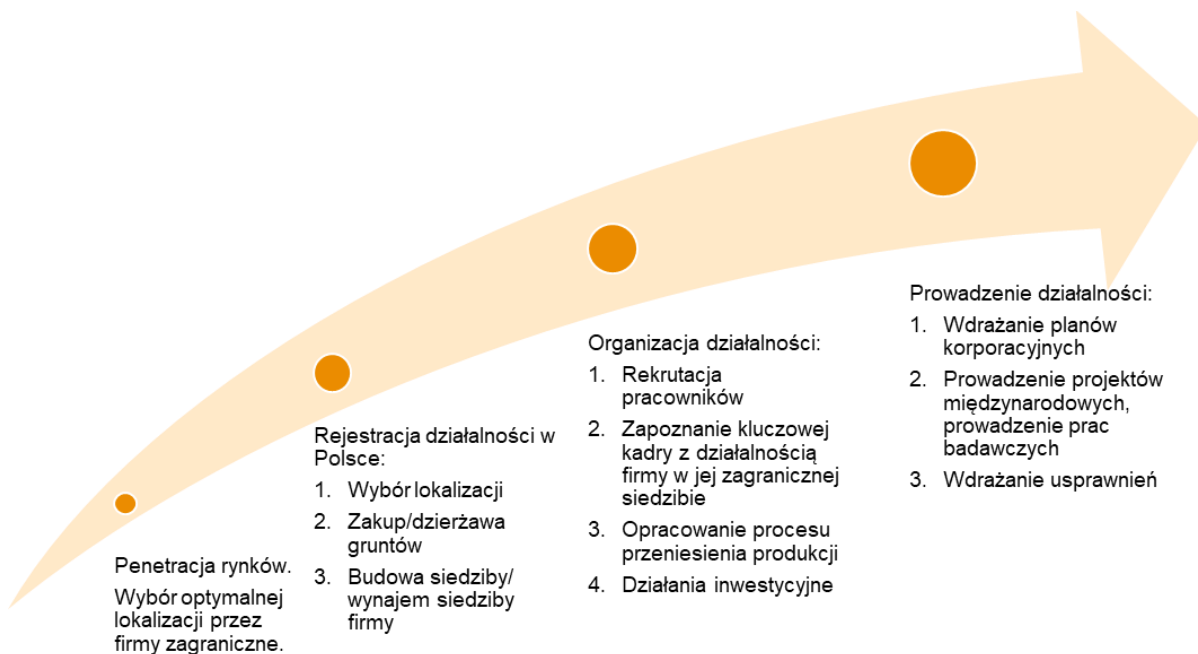 Penetracja rynków.
Wybór optymalnej
lokalizacji przez
firmy zagraniczne.
Rejestracja działalności w
Polsce:
1. Wybór lokalizacji
2. Zakup/dzierżawa
gruntów
3. Budowa siedziby/
wynajem siedziby
firmy
Organizacja działalności:
1. Rekrutacja
pracowników
2. Zapoznanie kluczowej
kadry z działalnością
firmy w jej zagranicznej
siedzibie
3. Opracowanie procesu
przeniesienia produkcji
4. Działania inwestycyjne
Prowadzenie działalności:
1. Wdrażanie planów
korporacyjnych
2. Prowadzenie projektów
międzynarodowych,
prowadzenie prac
badawczych
3. Wdrażanie usprawnień